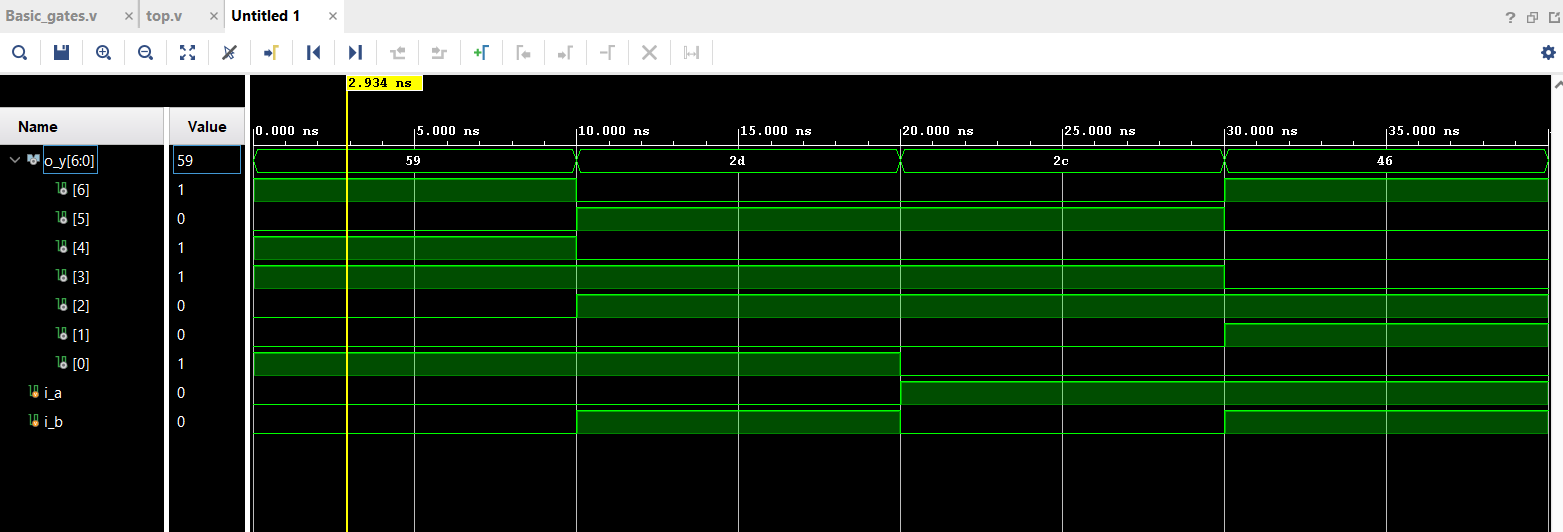 Basic_gates.v × top.v × Untitled 1 ×
?
2.934 ns
Name Value
0.000 ns 5.000 ns 10.000 ns 15.000 ns 20.000 ns 25.000 ns 30.000 ns 35.000 ns
o_y[6:0] 59 59 2d 2c 46
[6] 1
[5] 0
[4] 1
[3] 1
[2] 0
[1] 0
[0] 1
i_a 0
i_b 0